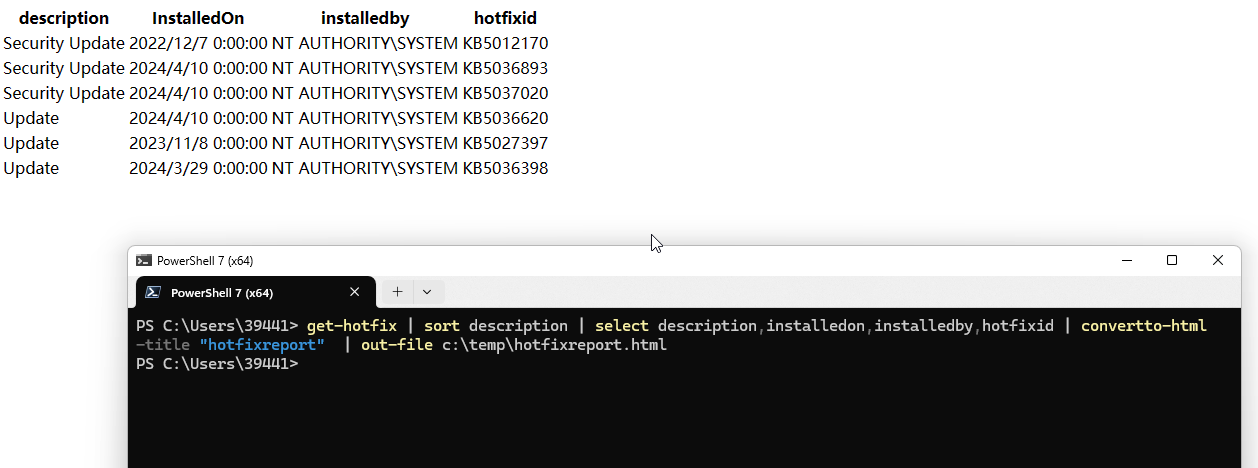 description InstalledOn installedby hotfixid
Security Update 2022/12/7 0:00:00 NT AUTHORITY\SYSTEM KB5012170
Security Update 2024/4/10 0:00:00 NT AUTHORITY\SYSTEM KB5036893
Security Update 2024/4/10 0:00:00 NT AUTHORITY\SYSTEM KB5037020
Update 2024/4/10 0:00:00 NT AUTHORITY\SYSTEM KB5036620
Update 2023/11/8 0:00:00 NT AUTHORITY\SYSTEM KB5027397
Update 2024/3/29 0:00:00 NT AUTHORITY\SYSTEM KB5036398
PowerShell 7 (x64)
PowerShell 7 (x64)
PS C:\Users\39441> get-hotfix | sort description | select description,installedon,installedby,hotfixid | convertto-html
-title "hotfixreport"  | out-file c:\temp\hotfixreport.html
PS C:\Users\39441>